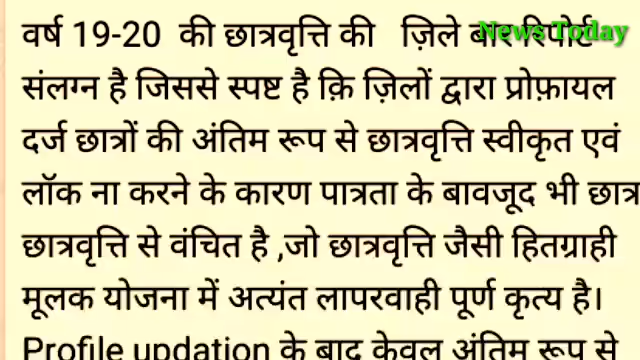 वर्ष 19-20 की छात्रवृत्ति की ज़िले बार रिपोर्ट
News Today
संलग्न है जिससे स्पष्ट है क़ि ज़िलों द्वारा प्रोफ़ायल
दर्ज छात्रों की अंतिम रूप से छात्रवृत्ति स्वीकृत एवं
लॉक ना करने के कारण पात्रता के बावजूद भी छात्र
छात्रवृत्ति से वंचित है ,जो छात्रवृत्ति जैसी हितग्राही
मूलक योजना में अत्यंत लापरवाही पूर्ण कृत्य है।
Profile updation के बाद केवल अंतिम रूप से